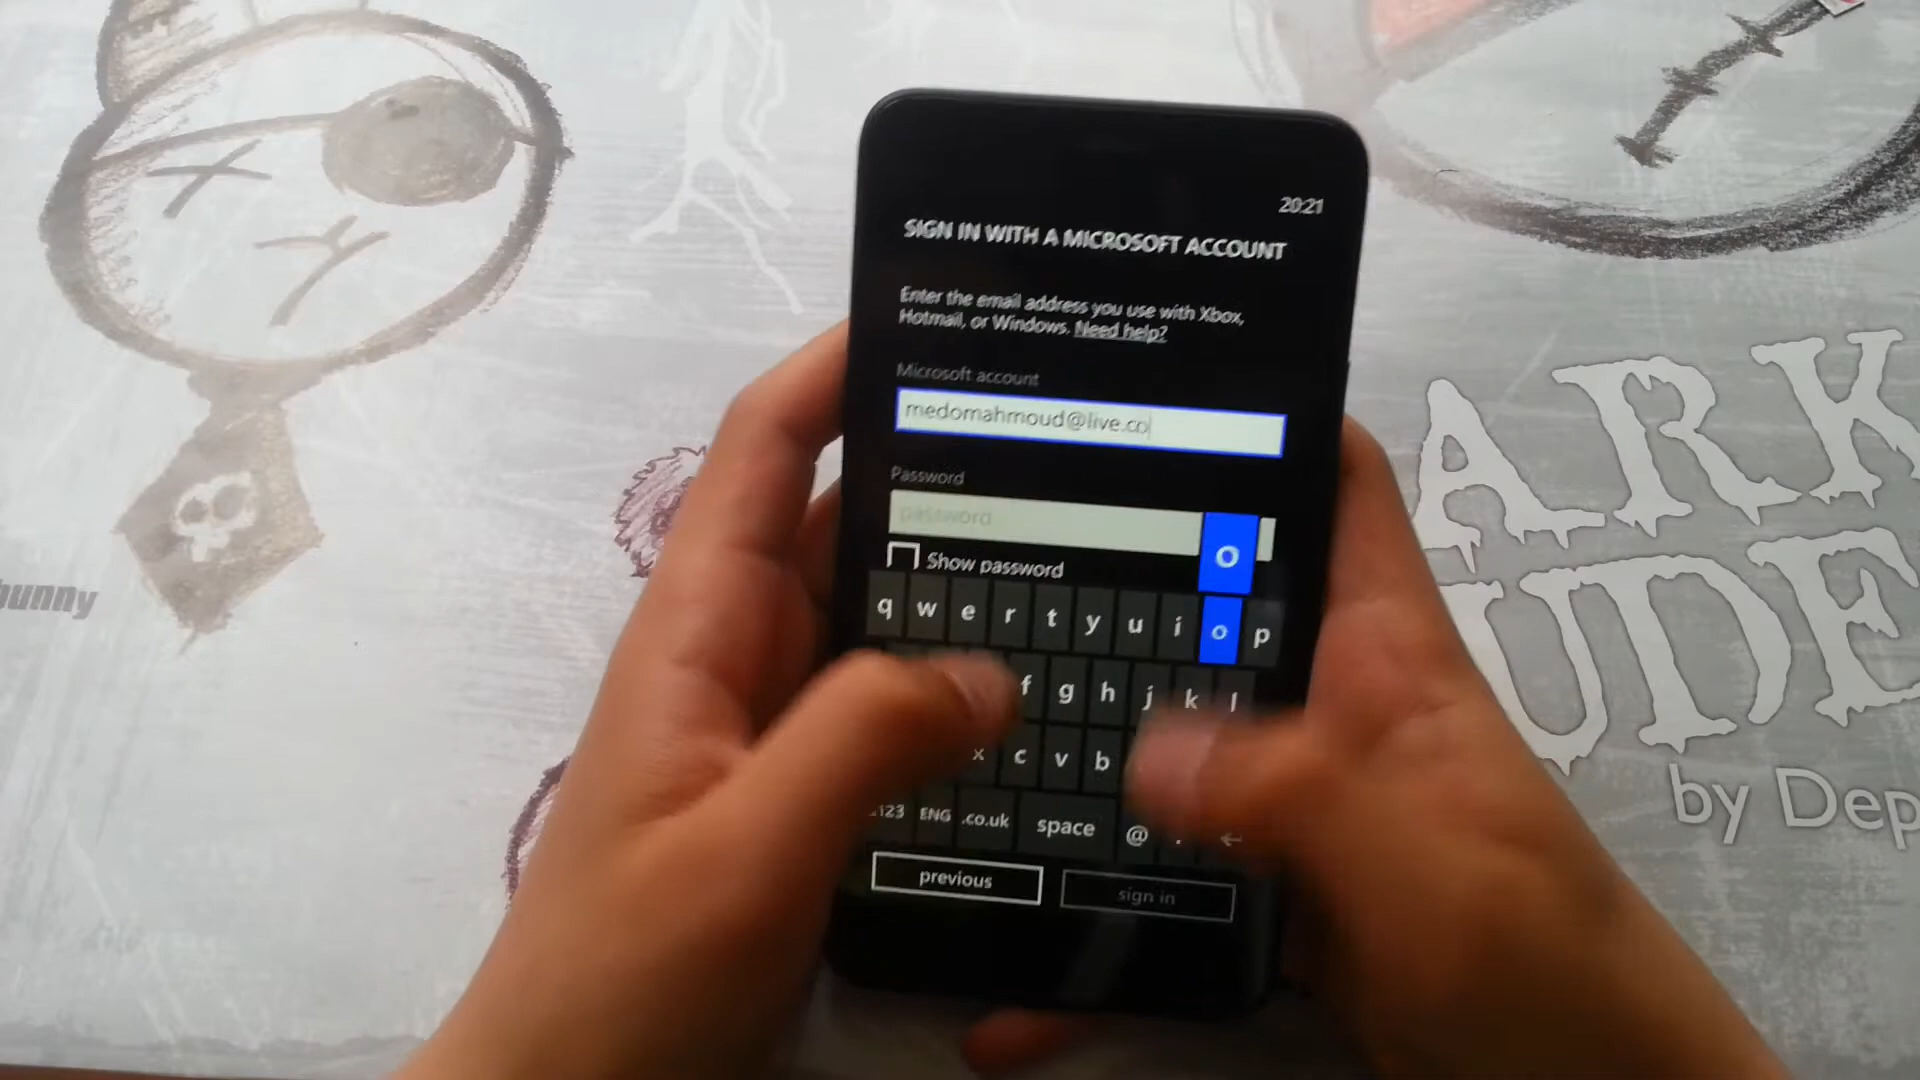 20:21
SIGN IN WITH A MICROSOFT ACCOUNT
Enter the email address you use with Xbox,
Hotmail, or Windows. Need help?
Microsoft account
medomahmoud@live.co
Password
password
Show password
o
q w e r t y u i o p
f g h j k l
x c v b
123 ENG .co.uk space @ .
previous sign in
bunny
ARK
UDE
by Dep